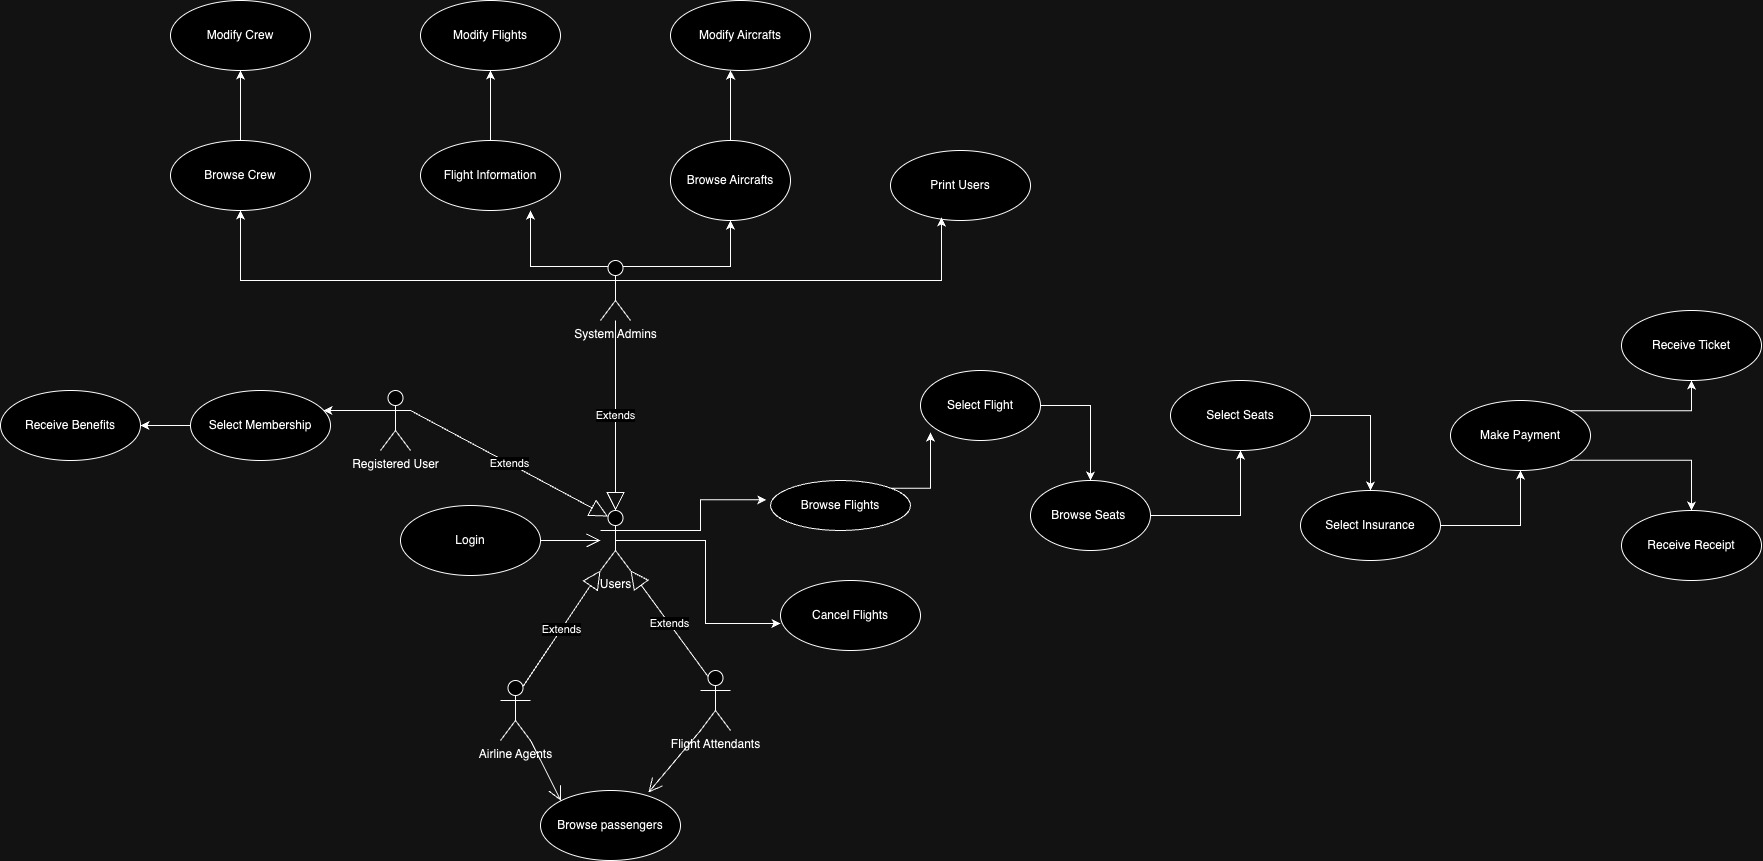 Modify Crew
Modify Flights
Modify Aircrafts
Browse Crew
Flight Information
Browse Aircrafts
Print Users
System Admins
Receive Ticket
Extends
Select Flight
Select Seats
Receive Benefits
Select Membership
Make Payment
Registered User
Extends
Browse Flights
Browse Seats
Select Insurance
Login
Receive Receipt
Users
Cancel Flights
Extends
Extends
Airline Agents
Flight Attendants
Browse passengers